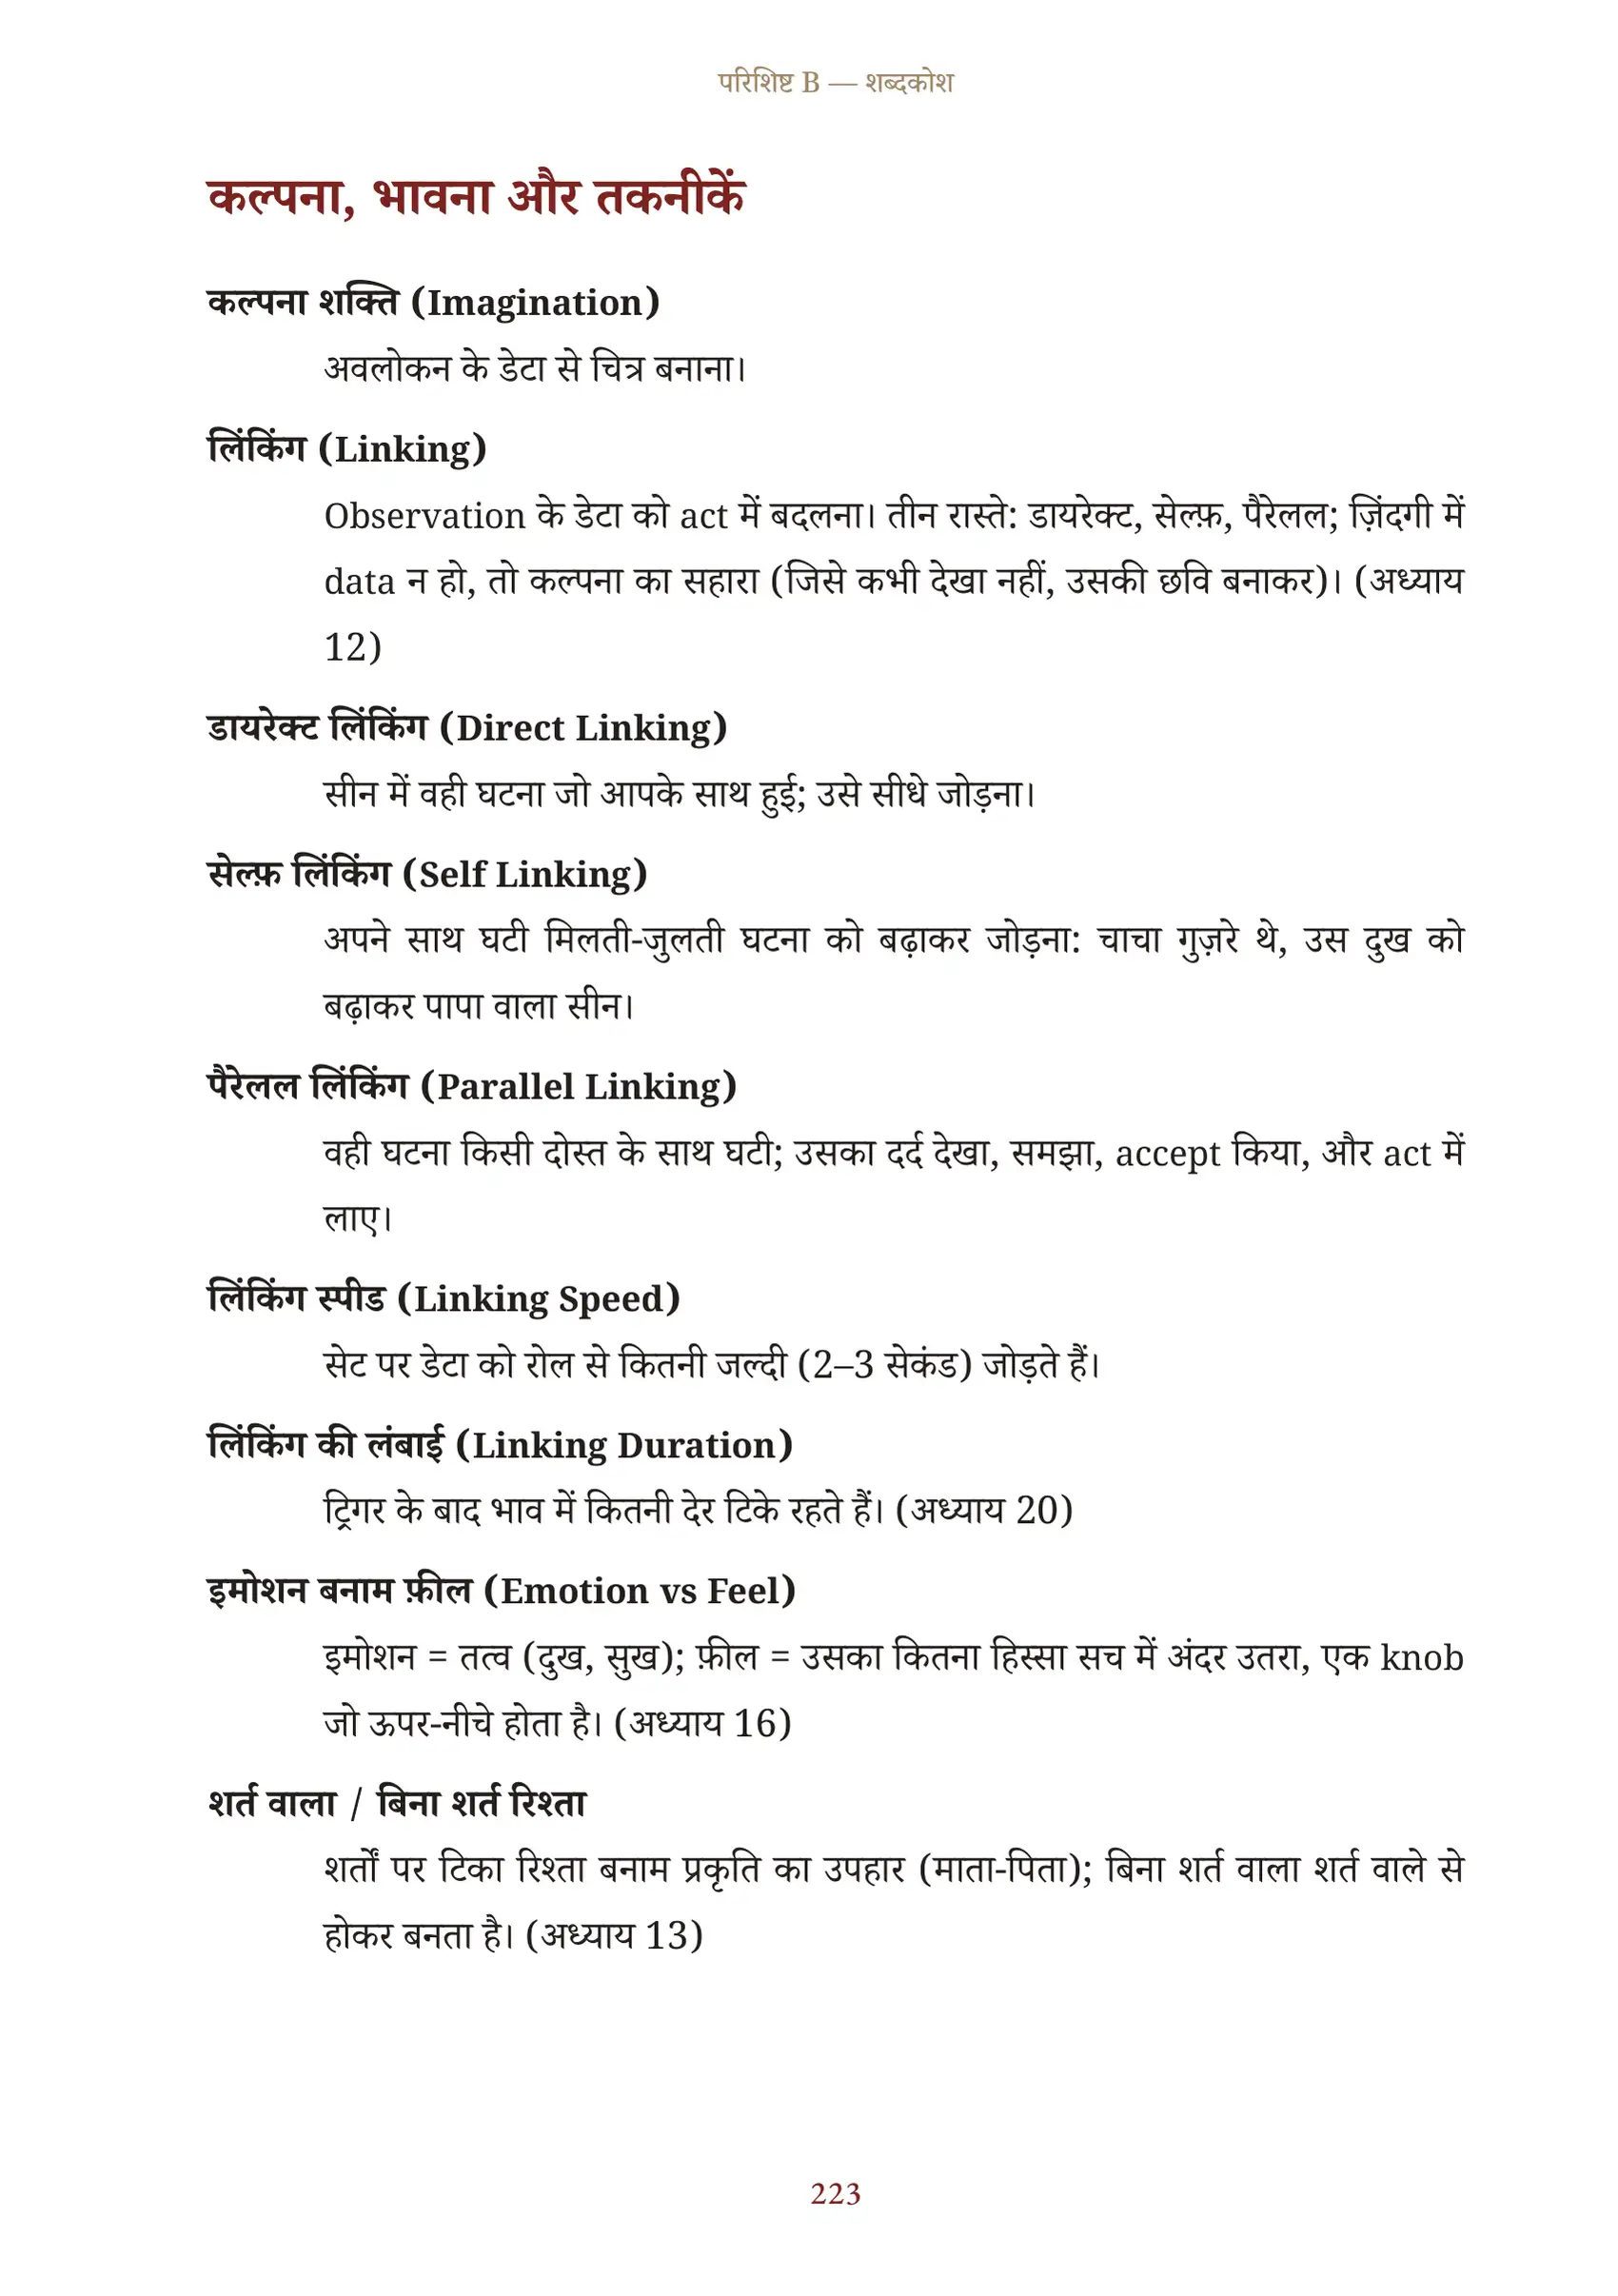 परिशिष्ट B — शब्दकोश
कल्पना, भावना और तकनीकें
कल्पना शक्ति (Imagination)
अवलोकन के डेटा से चित्र बनाना।
लिंकिंग (Linking)
Observation के डेटा को act में बदलना। तीन रास्ते: डायरेक्ट, सेल्फ़, पैरेलल; ज़िंदगी में
data न हो, तो कल्पना का सहारा (जिसे कभी देखा नहीं, उसकी छवि बनाकर)। (अध्याय
12)
डायरेक्ट लिंकिंग (Direct Linking)
सीन में वही घटना जो आपके साथ हुई; उसे सीधे जोड़ना।
सेल्फ़ लिंकिंग (Self Linking)
अपने साथ घटी मिलती-जुलती घटना को बढ़ाकर जोड़ना: चाचा गुज़रे थे, उस दुख को
बढ़ाकर पापा वाला सीन।
पैरेलल लिंकिंग (Parallel Linking)
वही घटना किसी दोस्त के साथ घटी; उसका दर्द देखा, समझा, accept किया, और act में
लाए।
लिंकिंग स्पीड (Linking Speed)
सेट पर डेटा को रोल से कितनी जल्दी (2–3 सेकंड) जोड़ते हैं।
लिंकिंग की लंबाई (Linking Duration)
ट्रिगर के बाद भाव में कितनी देर टिके रहते हैं। (अध्याय 20)
इमोशन बनाम फ़ील (Emotion vs Feel)
इमोशन = तत्व (दुख, सुख); फ़ील = उसका कितना हिस्सा सच में अंदर उतरा, एक knob
जो ऊपर-नीचे होता है। (अध्याय 16)
शर्त वाला / बिना शर्त रिश्ता
शर्तों पर टिका रिश्ता बनाम प्रकृति का उपहार (माता-पिता); बिना शर्त वाला शर्त वाले से
होकर बनता है। (अध्याय 13)
223